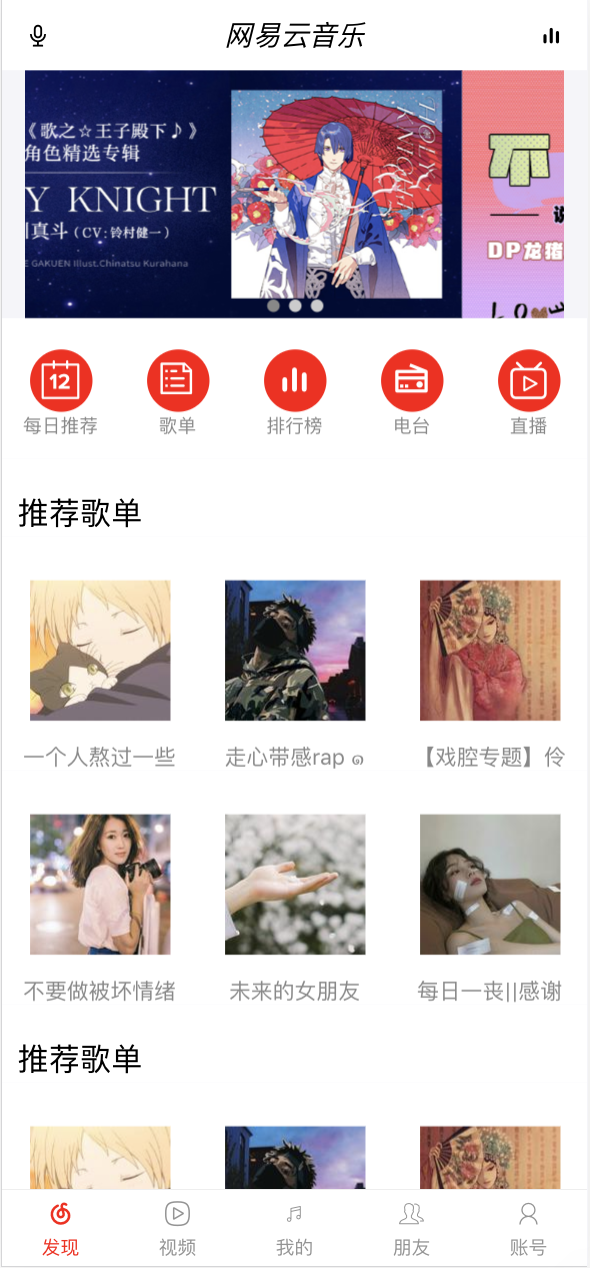 网易云音乐
《歌之☆王子殿下♪》
角色精选专辑
Y KNIGHT
真斗(CV:铃村健一)
GAKUEN Illust.Chinatsu Kurahana
HOLY KNIGHT
不
DP龙猪
12
每日推荐
歌单
排行榜
电台
直播
推荐歌单
一个人熬过一些
走心带感rap ๑
【戏腔专题】伶
不要做被坏情绪
未来的女朋友
每日一丧||感谢
推荐歌单
发现
视频
我的
朋友
账号